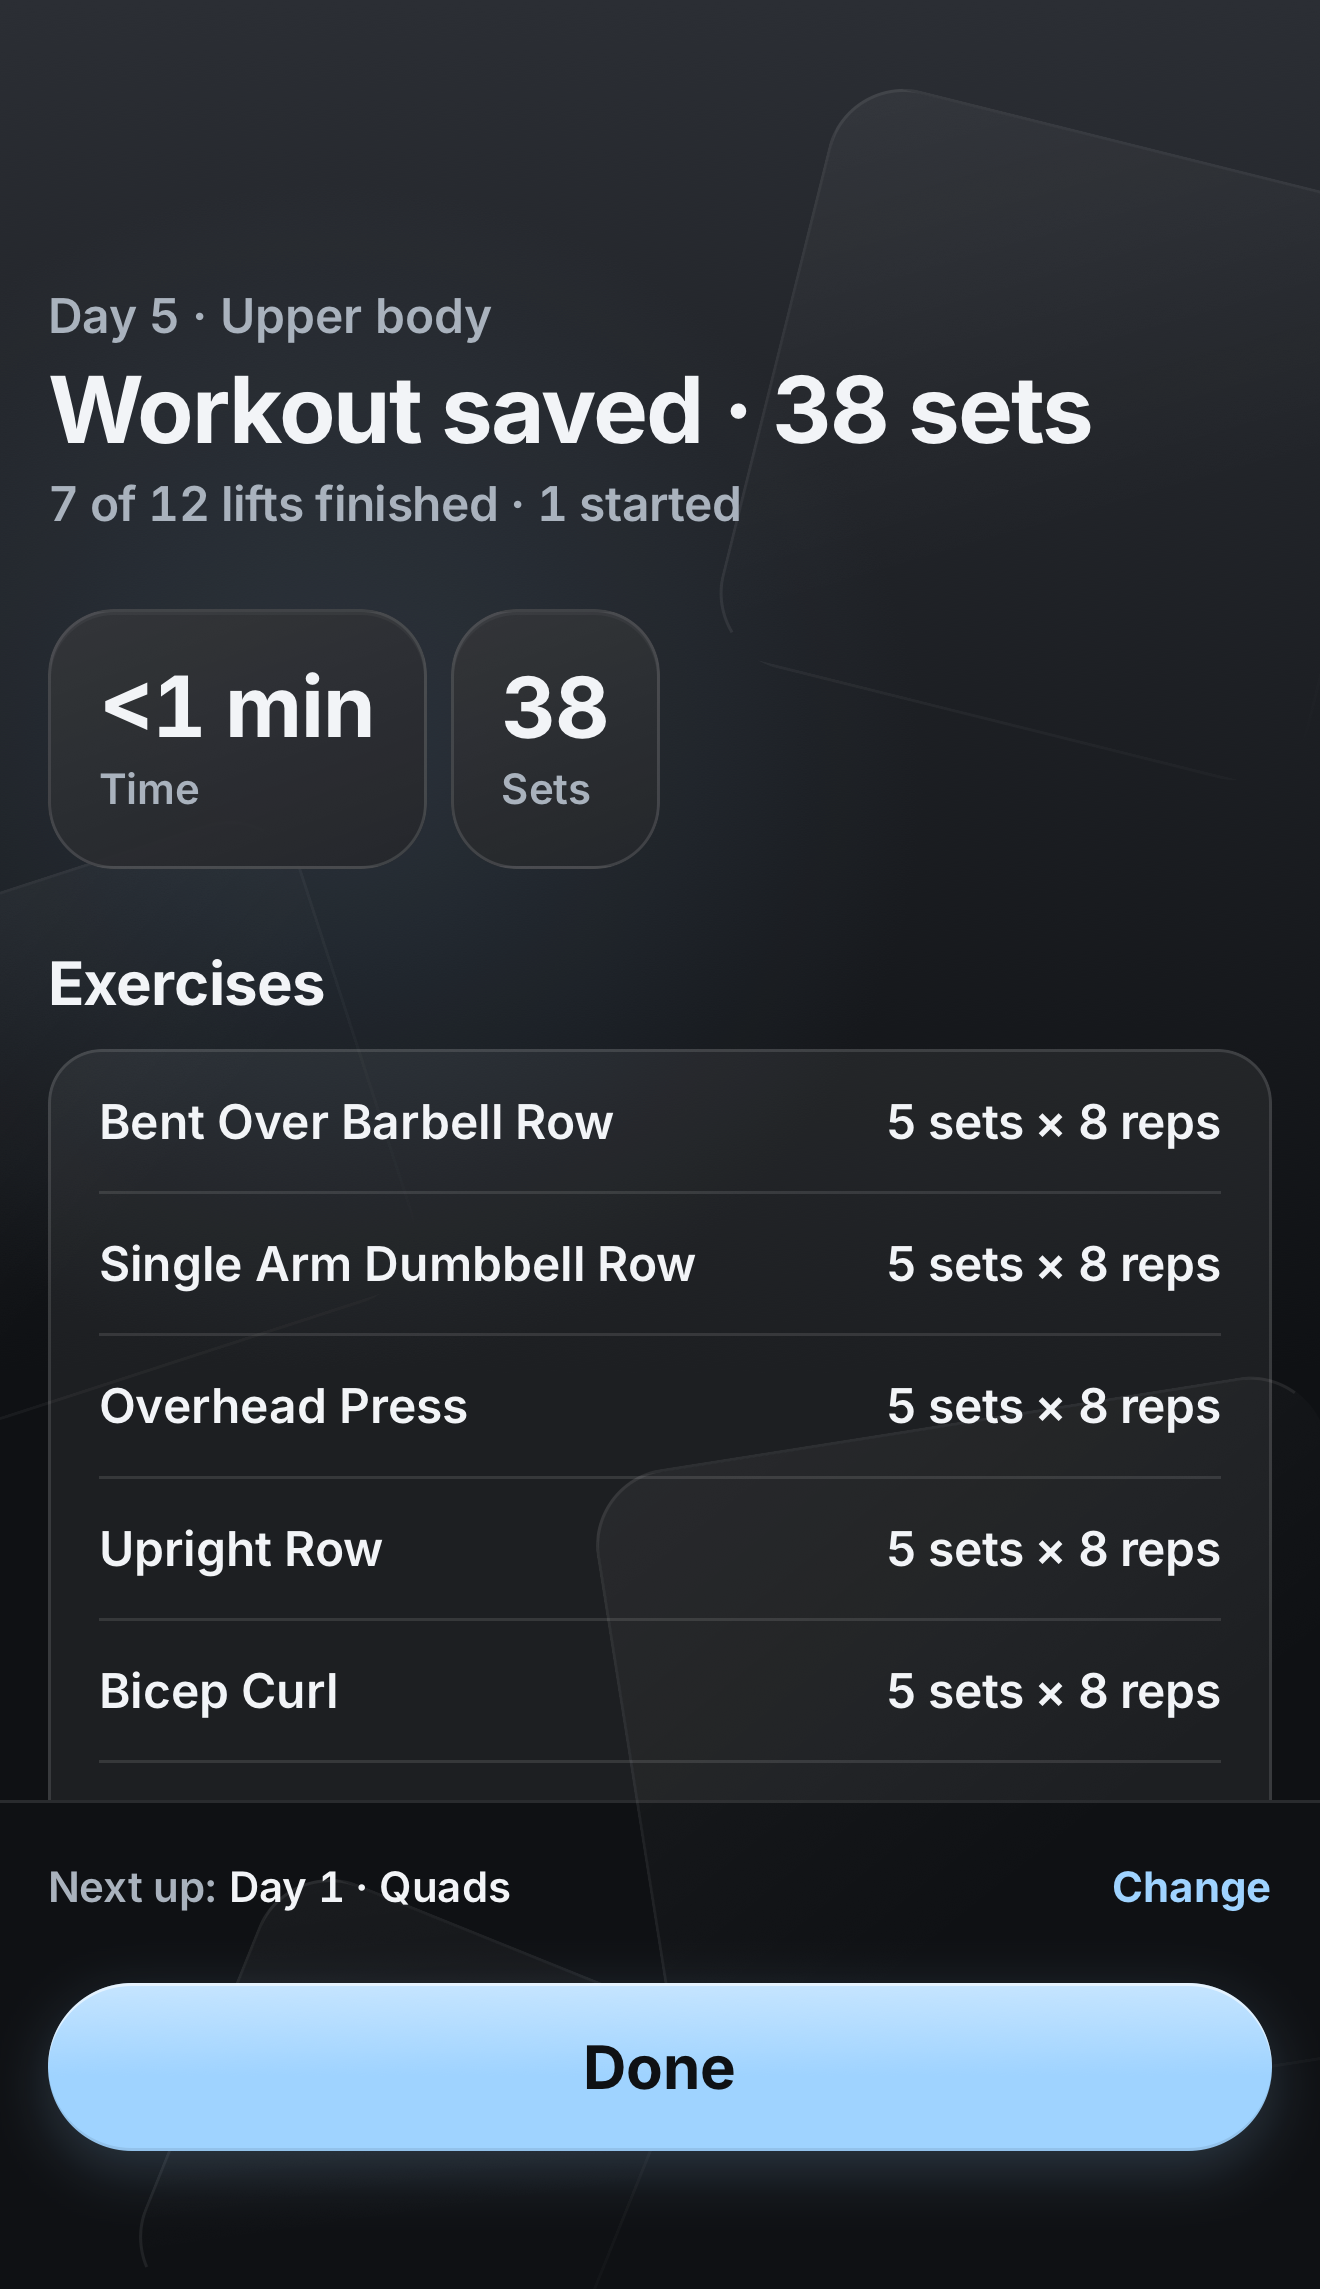 Day 5 · Upper body
Workout saved · 38 sets
7 of 12 lifts finished · 1 started
<1 min
Time
38
Sets
Exercises
Bent Over Barbell Row 5 sets × 8 reps
Single Arm Dumbbell Row 5 sets × 8 reps
Overhead Press 5 sets × 8 reps
Upright Row 5 sets × 8 reps
Bicep Curl 5 sets × 8 reps
Next up: Day 1 · Quads Change
Done